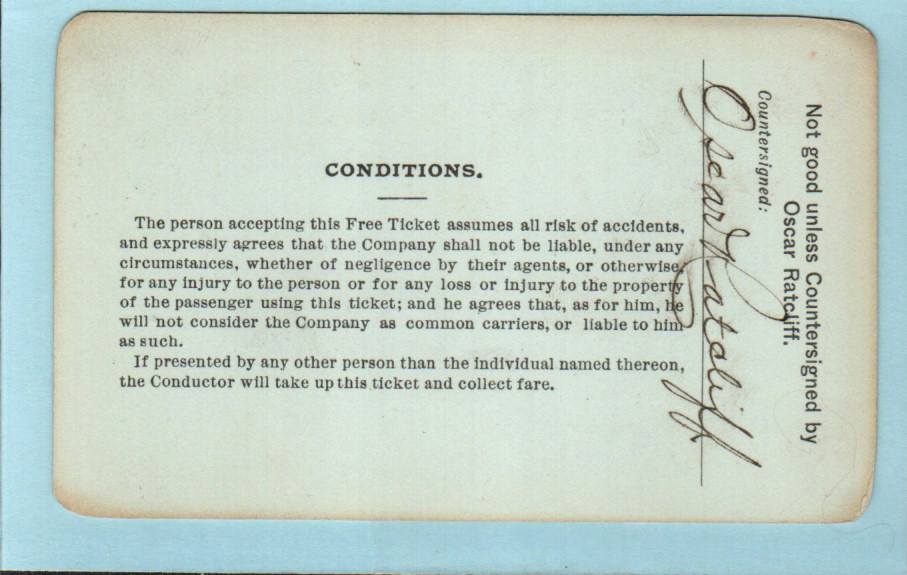 CONDITIONS.
The person accepting this Free Ticket assumes all risk of accidents,
and expressly agrees that the Company shall not be liable, under any
circumstances, whether of negligence by their agents, or otherwise,
for any injury to the person or for any loss or injury to the property
of the passenger using this ticket; and he agrees that, as for him, he
will not consider the Company as common carriers, or liable to him
as such.
If presented by any other person than the individual named thereon,
the Conductor will take up this ticket and collect fare.
Not good unless Countersigned by
Oscar Ratcliff.
Countersigned:
Oscar Ratcliff